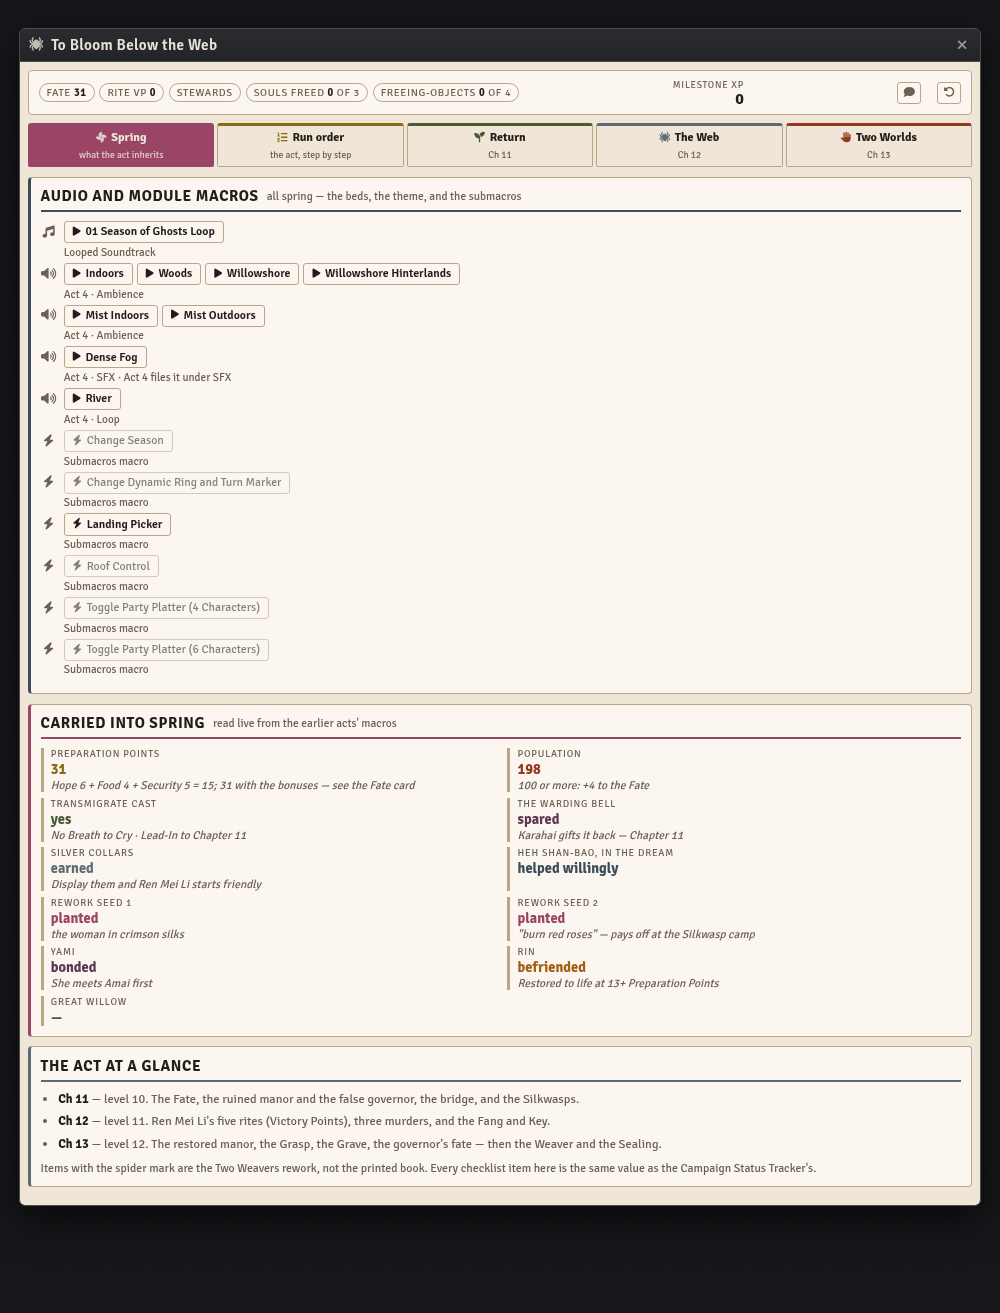 To Bloom Below the Web
FATE 31
RITE VP 0
STEWARDS
SOULS FREED 0 OF 3
FREEING-OBJECTS 0 OF 4
MILESTONE XP
0
Spring
what the act inherits
Run order
the act, step by step
Return
Ch 11
The Web
Ch 12
Two Worlds
Ch 13
AUDIO AND MODULE MACROS all spring — the beds, the theme, and the submacros
01 Season of Ghosts Loop
Looped Soundtrack
Indoors Woods Willowshore Willowshore Hinterlands
Act 4 · Ambience
Mist Indoors Mist Outdoors
Act 4 · Ambience
Dense Fog
Act 4 · SFX · Act 4 files it under SFX
River
Act 4 · Loop
Change Season
Submacros macro
Change Dynamic Ring and Turn Marker
Submacros macro
Landing Picker
Submacros macro
Roof Control
Submacros macro
Toggle Party Platter (4 Characters)
Submacros macro
Toggle Party Platter (6 Characters)
Submacros macro
CARRIED INTO SPRING read live from the earlier acts' macros
PREPARATION POINTS
31
Hope 6 + Food 4 + Security 5 = 15; 31 with the bonuses — see the Fate card
POPULATION
198
100 or more: +4 to the Fate
TRANSMIGRATE CAST
yes
No Breath to Cry · Lead-In to Chapter 11
THE WARDING BELL
spared
Karahai gifts it back — Chapter 11
SILVER COLLARS
earned
Display them and Ren Mei Li starts friendly
HEH SHAN-BAO, IN THE DREAM
helped willingly
REWORK SEED 1
planted
the woman in crimson silks
REWORK SEED 2
planted
"burn red roses" — pays off at the Silkwasp camp
YAMI
bonded
She meets Amai first
RIN
befriended
Restored to life at 13+ Preparation Points
GREAT WILLOW
—
THE ACT AT A GLANCE
• Ch 11 — level 10. The Fate, the ruined manor and the false governor, the bridge, and the Silkwasps.
• Ch 12 — level 11. Ren Mei Li's five rites (Victory Points), three murders, and the Fang and Key.
• Ch 13 — level 12. The restored manor, the Grasp, the Grave, the governor's fate — then the Weaver and the Sealing.
Items with the spider mark are the Two Weavers rework, not the printed book. Every checklist item here is the same value as the Campaign Status Tracker's.